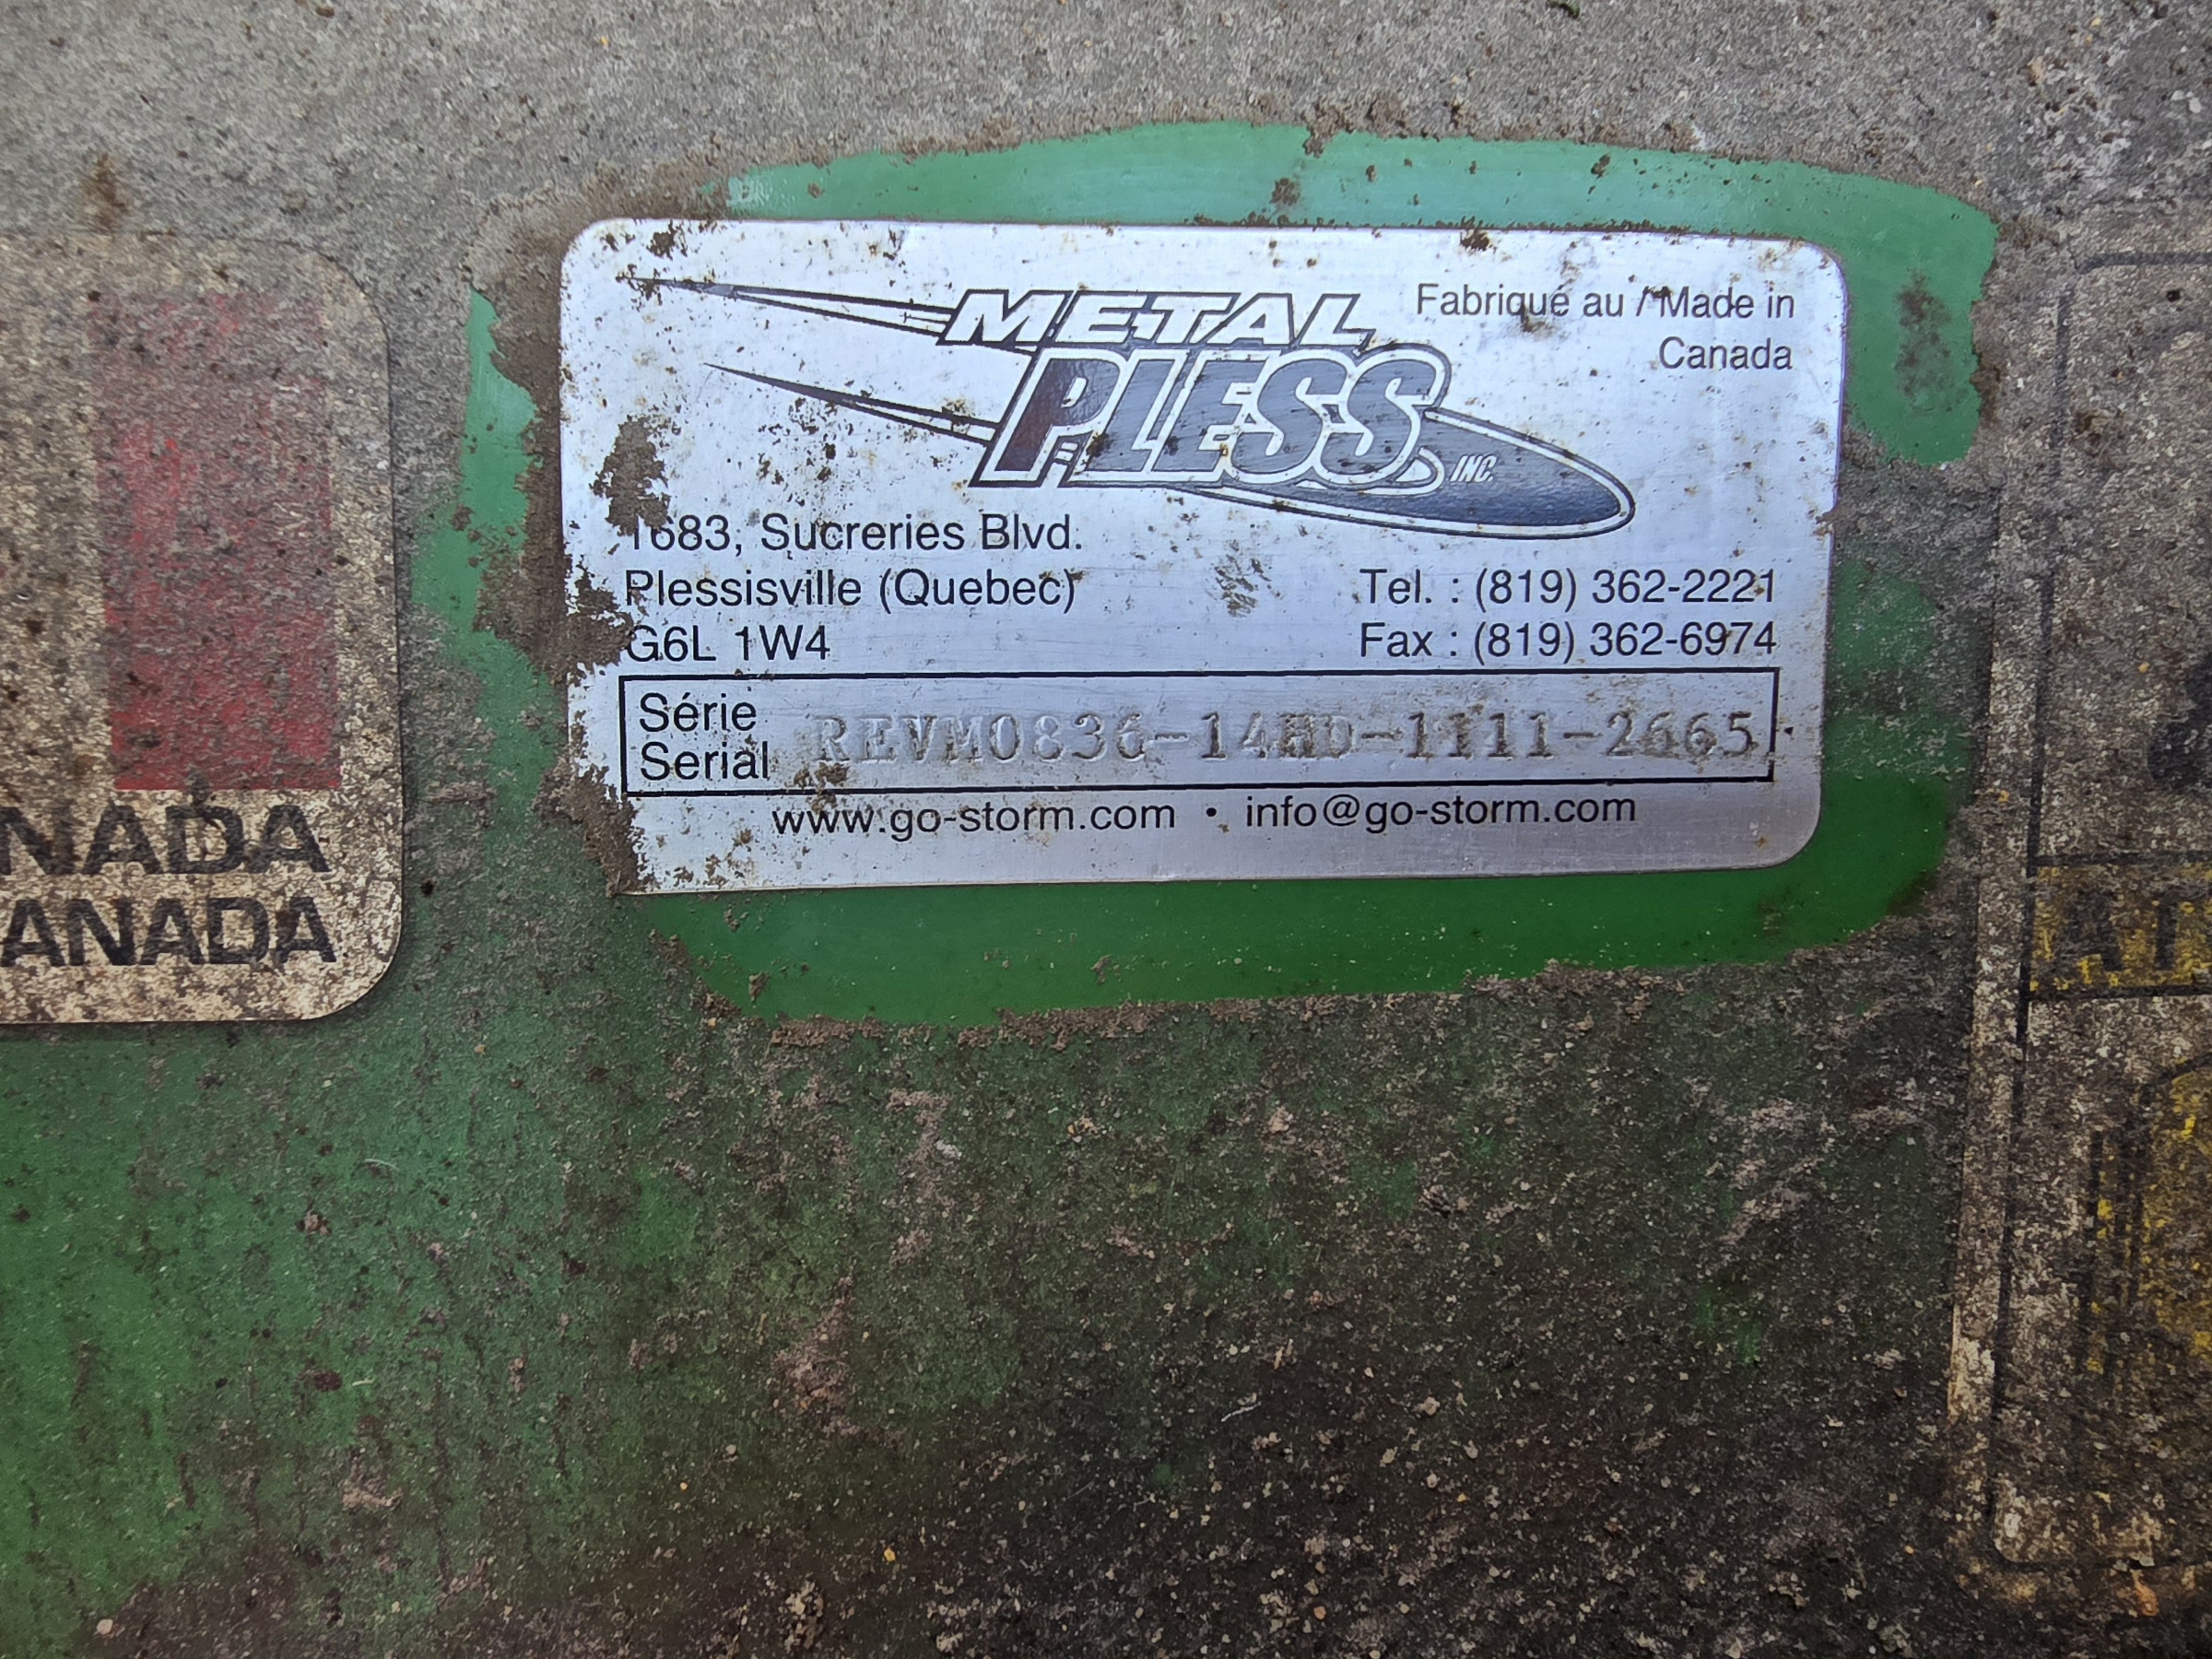 METAL
PLESS INC.
Fabriqué au / Made in
Canada
1683, Sucreries Blvd.
Plessisville (Quebec)
G6L 1W4
Tel. : (819) 362-2221
Fax : (819) 362-6974
Série
Serial REVM0836-14HD-1111-2665
www.go-storm.com • info@go-storm.com
NADA
ANADA